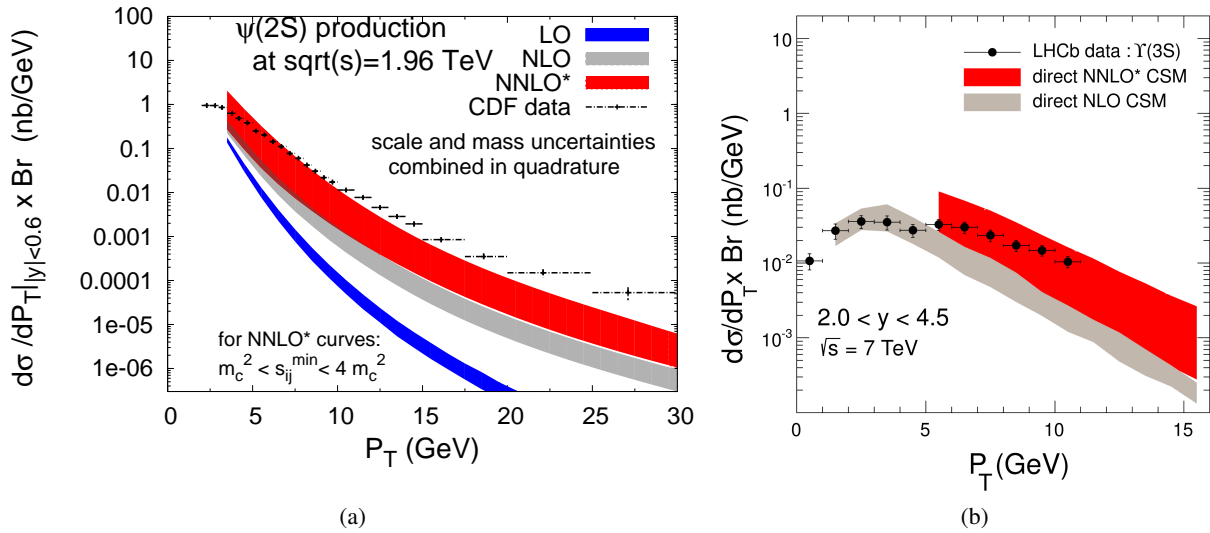 ψ(2S) production
at sqrt(s)=1.96 TeV
LO
NLO
NNLO*
CDF data
scale and mass uncertainties
combined in quadrature
for NNLO* curves:
m_c^2 < s_ij^min < 4 m_c^2
dσ/dP_T|_|y|<0.6 x Br (nb/GeV)
100
10
1
0.1
0.01
0.001
0.0001
1e-05
1e-06
0 5 10 15 20 25 30
P_T (GeV)
(a)
LHCb data : ϒ(3S)
direct NNLO* CSM
direct NLO CSM
2.0 < y < 4.5
√s = 7 TeV
dσ/dP_T x Br (nb/GeV)
10
1
10^-1
10^-2
10^-3
0 5 10 15
P_T (GeV)
(b)